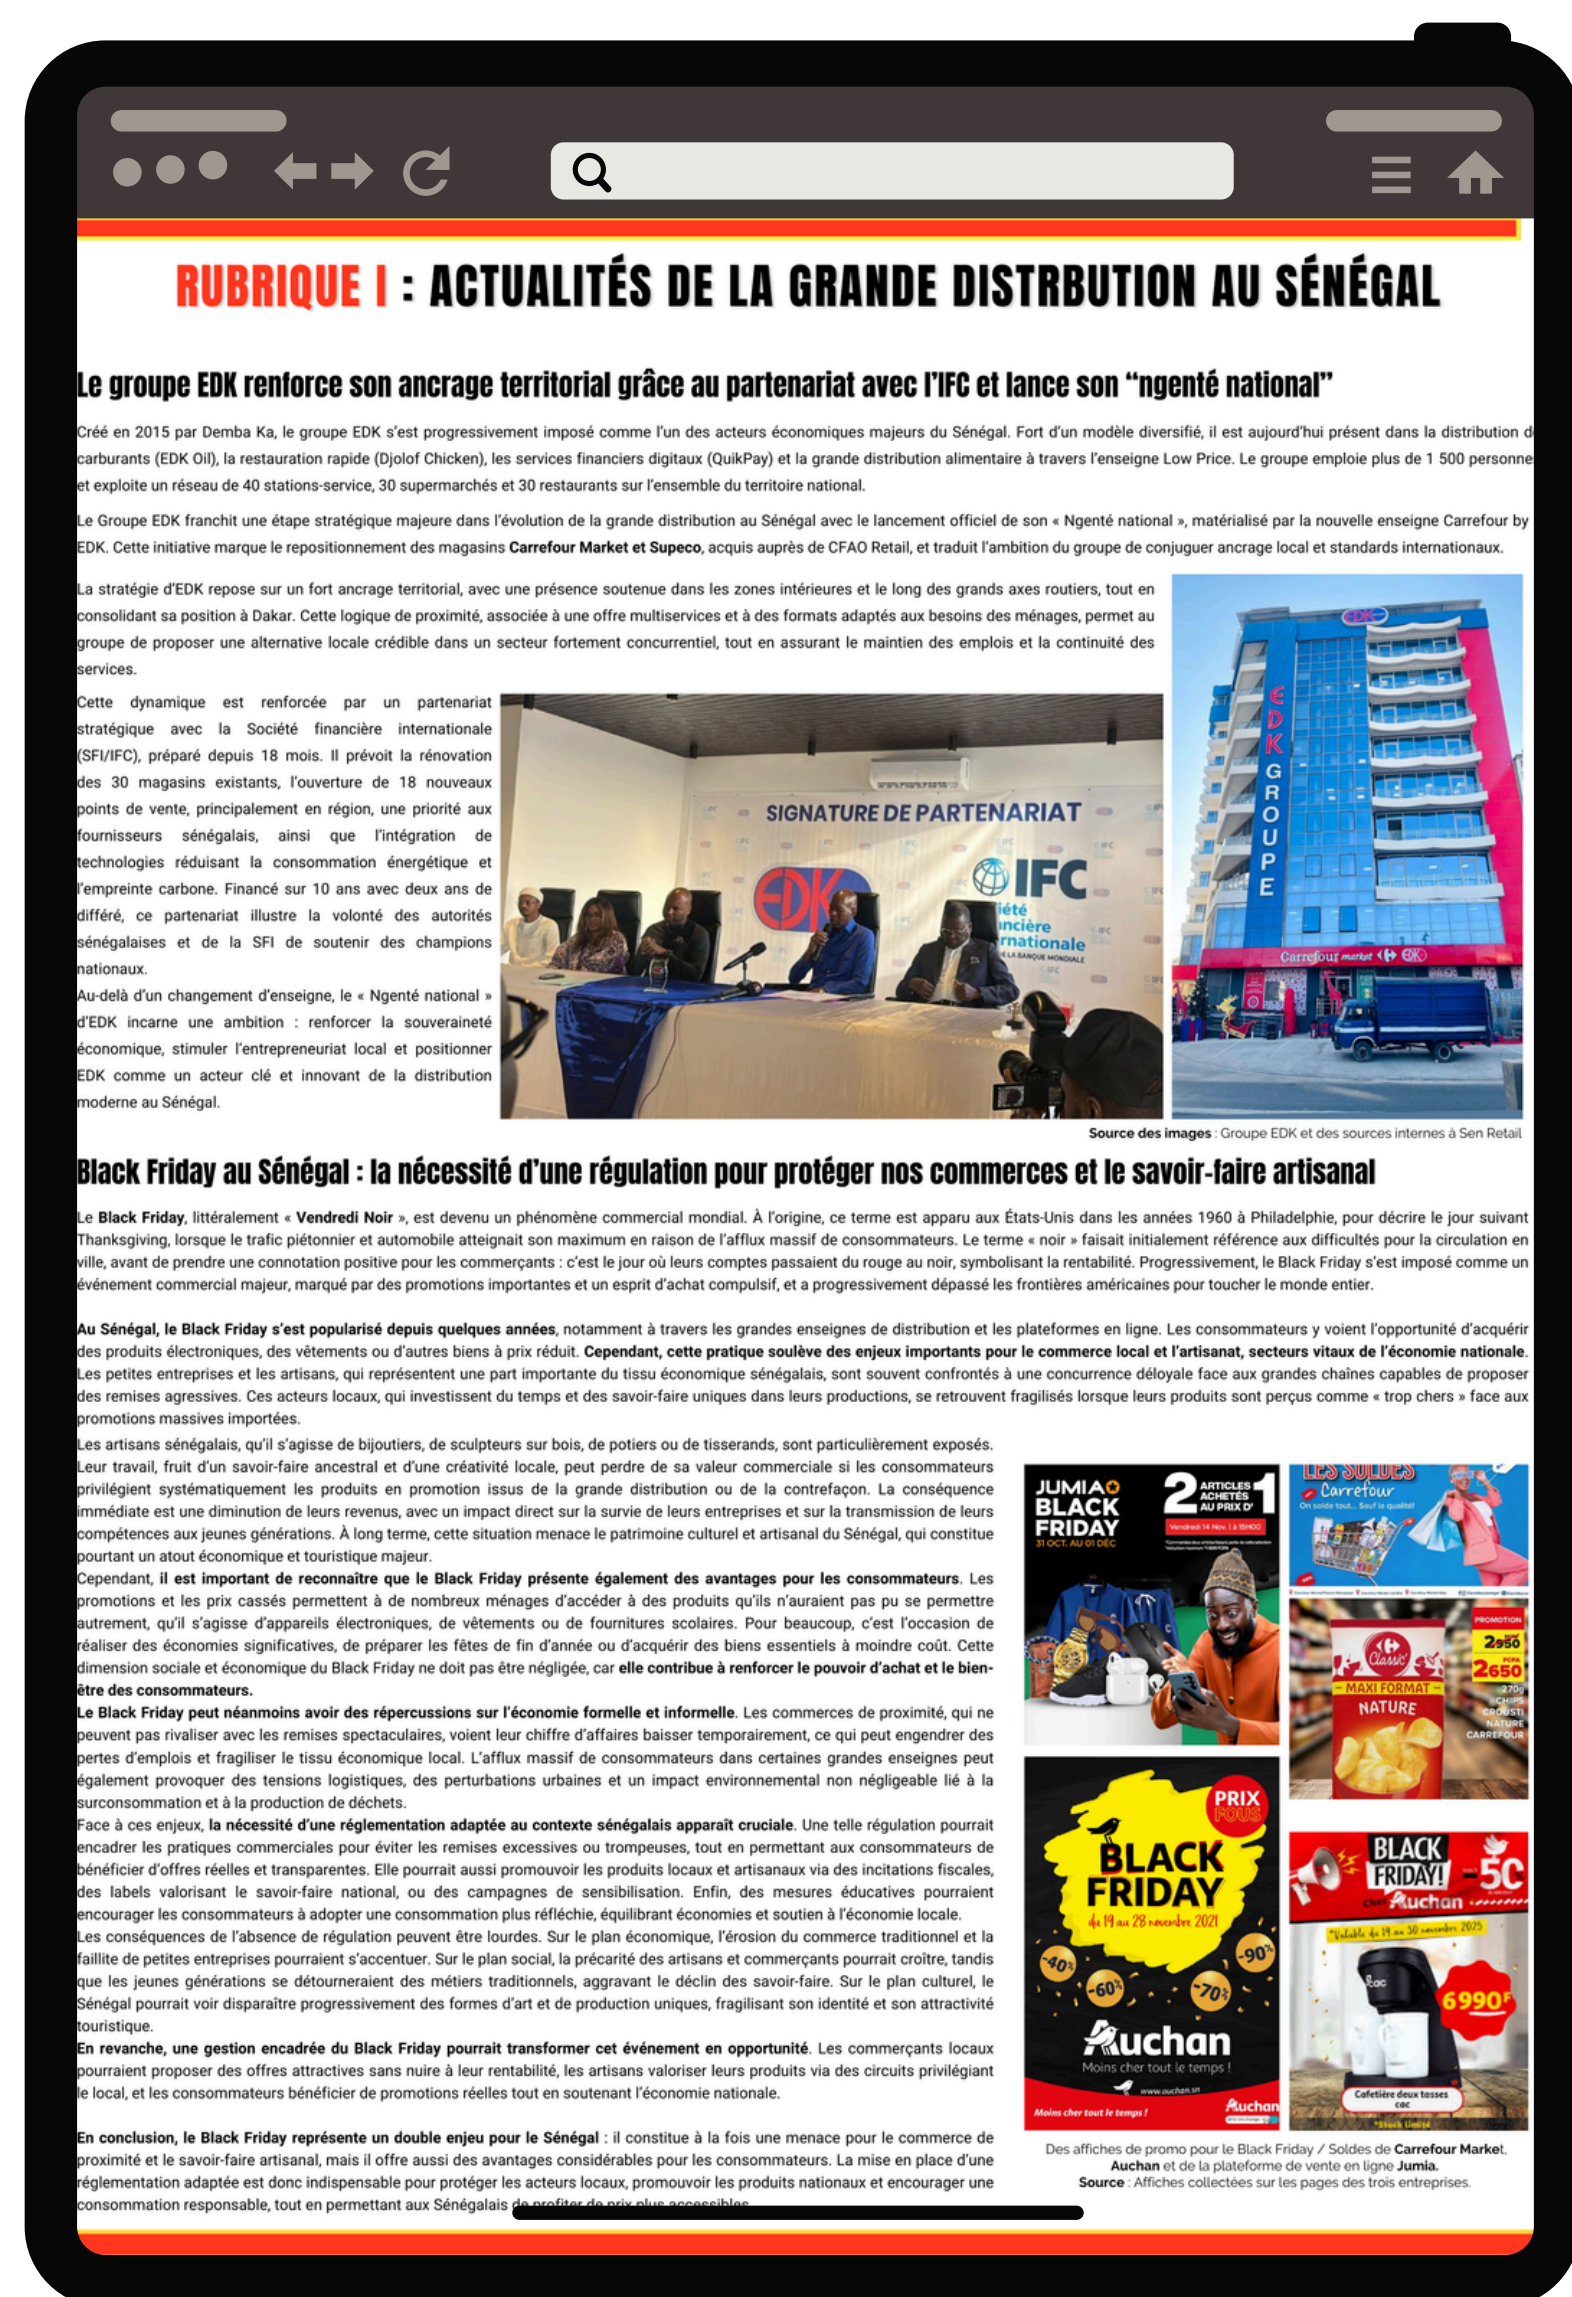 RUBRIQUE I : ACTUALITÉS DE LA GRANDE DISTRBUTION AU SÉNÉGAL
Le groupe EDK renforce son ancrage territorial grâce au partenariat avec l’IFC et lance son “ngenté national”
Créé en 2015 par Demba Ka, le groupe EDK s’est progressivement imposé comme l’un des acteurs économiques majeurs du Sénégal. Fort d’un modèle diversifié, il est aujourd’hui présent dans la distribution d
carburants (EDK Oil), la restauration rapide (Djolof Chicken), les services financiers digitaux (QuikPay) et la grande distribution alimentaire à travers l’enseigne Low Price. Le groupe emploie plus de 1 500 personne
et exploite un réseau de 40 stations-service, 30 supermarchés et 30 restaurants sur l’ensemble du territoire national.
Le Groupe EDK franchit une étape stratégique majeure dans l’évolution de la grande distribution au Sénégal avec le lancement officiel de son « Ngenté national », matérialisé par la nouvelle enseigne Carrefour by
EDK. Cette initiative marque le repositionnement des magasins Carrefour Market et Supeco, acquis auprès de CFAO Retail, et traduit l’ambition du groupe de conjuguer ancrage local et standards internationaux.
La stratégie d’EDK repose sur un fort ancrage territorial, avec une présence soutenue dans les zones intérieures et le long des grands axes routiers, tout en
consolidant sa position à Dakar. Cette logique de proximité, associée à une offre multiservices et à des formats adaptés aux besoins des ménages, permet au
groupe de proposer une alternative locale crédible dans un secteur fortement concurrentiel, tout en assurant le maintien des emplois et la continuité des
services.
Cette dynamique est renforcée par un partenariat
stratégique avec la Société financière internationale
(SFI/IFC), préparé depuis 18 mois. Il prévoit la rénovation
des 30 magasins existants, l’ouverture de 18 nouveaux
points de vente, principalement en région, une priorité aux
fournisseurs sénégalais, ainsi que l’intégration de
technologies réduisant la consommation énergétique et
l’empreinte carbone. Financé sur 10 ans avec deux ans de
différé, ce partenariat illustre la volonté des autorités
sénégalaises et de la SFI de soutenir des champions
nationaux.
Au-delà d’un changement d’enseigne, le « Ngenté national »
d’EDK incarne une ambition : renforcer la souveraineté
économique, stimuler l’entrepreneuriat local et positionner
EDK comme un acteur clé et innovant de la distribution
moderne au Sénégal.
SIGNATURE DE PARTENARIAT
EDK
IFC
iété
ncière
rnationale
E LA BANQUE MONDIALE
EDK
EDK GROUPE
Carrefour market EDK
Source des images : Groupe EDK et des sources internes à Sen Retail
Black Friday au Sénégal : la nécessité d’une régulation pour protéger nos commerces et le savoir-faire artisanal
Le Black Friday, littéralement « Vendredi Noir », est devenu un phénomène commercial mondial. À l’origine, ce terme est apparu aux États-Unis dans les années 1960 à Philadelphie, pour décrire le jour suivant
Thanksgiving, lorsque le trafic piétonnier et automobile atteignait son maximum en raison de l’afflux massif de consommateurs. Le terme « noir » faisait initialement référence aux difficultés pour la circulation en
ville, avant de prendre une connotation positive pour les commerçants : c’est le jour où leurs comptes passaient du rouge au noir, symbolisant la rentabilité. Progressivement, le Black Friday s’est imposé comme un
événement commercial majeur, marqué par des promotions importantes et un esprit d’achat compulsif, et a progressivement dépassé les frontières américaines pour toucher le monde entier.
Au Sénégal, le Black Friday s’est popularisé depuis quelques années, notamment à travers les grandes enseignes de distribution et les plateformes en ligne. Les consommateurs y voient l’opportunité d’acquérir
des produits électroniques, des vêtements ou d’autres biens à prix réduit. Cependant, cette pratique soulève des enjeux importants pour le commerce local et l’artisanat, secteurs vitaux de l’économie nationale.
Les petites entreprises et les artisans, qui représentent une part importante du tissu économique sénégalais, sont souvent confrontés à une concurrence déloyale face aux grandes chaînes capables de proposer
des remises agressives. Ces acteurs locaux, qui investissent du temps et des savoir-faire uniques dans leurs productions, se retrouvent fragilisés lorsque leurs produits sont perçus comme « trop chers » face aux
promotions massives importées.
Les artisans sénégalais, qu’il s’agisse de bijoutiers, de sculpteurs sur bois, de potiers ou de tisserands, sont particulièrement exposés.
Leur travail, fruit d’un savoir-faire ancestral et d’une créativité locale, peut perdre de sa valeur commerciale si les consommateurs
privilégient systématiquement les produits en promotion issus de la grande distribution ou de la contrefaçon. La conséquence
immédiate est une diminution de leurs revenus, avec un impact direct sur la survie de leurs entreprises et sur la transmission de leurs
compétences aux jeunes générations. À long terme, cette situation menace le patrimoine culturel et artisanal du Sénégal, qui constitue
pourtant un atout économique et touristique majeur.
Cependant, il est important de reconnaître que le Black Friday présente également des avantages pour les consommateurs. Les
promotions et les prix cassés permettent à de nombreux ménages d’accéder à des produits qu’ils n’auraient pas pu se permettre
autrement, qu’il s’agisse d’appareils électroniques, de vêtements ou de fournitures scolaires. Pour beaucoup, c’est l’occasion de
réaliser des économies significatives, de préparer les fêtes de fin d’année ou d’acquérir des biens essentiels à moindre coût. Cette
dimension sociale et économique du Black Friday ne doit pas être négligée, car elle contribue à renforcer le pouvoir d’achat et le bien-
être des consommateurs.
Le Black Friday peut néanmoins avoir des répercussions sur l’économie formelle et informelle. Les commerces de proximité, qui ne
peuvent pas rivaliser avec les remises spectaculaires, voient leur chiffre d’affaires baisser temporairement, ce qui peut engendrer des
pertes d’emplois et fragiliser le tissu économique local. L’afflux massif de consommateurs dans certaines grandes enseignes peut
également provoquer des tensions logistiques, des perturbations urbaines et un impact environnemental non négligeable lié à la
surconsommation et à la production de déchets.
Face à ces enjeux, la nécessité d’une réglementation adaptée au contexte sénégalais apparaît cruciale. Une telle régulation pourrait
encadrer les pratiques commerciales pour éviter les remises excessives ou trompeuses, tout en permettant aux consommateurs de
bénéficier d’offres réelles et transparentes. Elle pourrait aussi promouvoir les produits locaux et artisanaux via des incitations fiscales,
des labels valorisant le savoir-faire national, ou des campagnes de sensibilisation. Enfin, des mesures éducatives pourraient
encourager les consommateurs à adopter une consommation plus réfléchie, équilibrant économies et soutien à l’économie locale.
Les conséquences de l’absence de régulation peuvent être lourdes. Sur le plan économique, l’érosion du commerce traditionnel et la
faillite de petites entreprises pourraient s’accentuer. Sur le plan social, la précarité des artisans et commerçants pourrait croître, tandis
que les jeunes générations se détourneraient des métiers traditionnels, aggravant le déclin des savoir-faire. Sur le plan culturel, le
Sénégal pourrait voir disparaître progressivement des formes d’art et de production uniques, fragilisant son identité et son attractivité
touristique.
En revanche, une gestion encadrée du Black Friday pourrait transformer cet événement en opportunité. Les commerçants locaux
pourraient proposer des offres attractives sans nuire à leur rentabilité, les artisans valoriser leurs produits via des circuits privilégiant
le local, et les consommateurs bénéficier de promotions réelles tout en soutenant l’économie nationale.
En conclusion, le Black Friday représente un double enjeu pour le Sénégal : il constitue à la fois une menace pour le commerce de
proximité et le savoir-faire artisanal, mais il offre aussi des avantages considérables pour les consommateurs. La mise en place d’une
réglementation adaptée est donc indispensable pour protéger les acteurs locaux, promouvoir les produits nationaux et encourager une
consommation responsable, tout en permettant aux Sénégalais de profiter de prix plus accessibles
JUMIA
BLACK
FRIDAY
31 OCT. AU 01 DÉC
2 ARTICLES ACHETÉS AU PRIX D’ 1
Vendredi 14 Nov. | à 15H00
LES SOLDES
Carrefour
On solde tout... Sauf la qualité!
PROMOTION
2950
2650
270g
CHIPS
CROUSTI
NATURE
CARREFOUR
Classic
MAXI FORMAT
NATURE
PRIX
FOUS
BLACK
FRIDAY
du 19 au 28 novembre 2021
-40%
-60%
-70%
-90%
Auchan
Moins cher tout le temps !
www.auchan.sn
Moins cher tout le temps !
Auchan
BLACK
FRIDAY!
-50
Chez Auchan
*Valable du 19 au 30 novembre 2025
cac
6990F
Cafetière deux tasses
cac
*Stock limité
Des affiches de promo pour le Black Friday / Soldes de Carrefour Market,
Auchan et de la plateforme de vente en ligne Jumia.
Source : Affiches collectées sur les pages des trois entreprises.